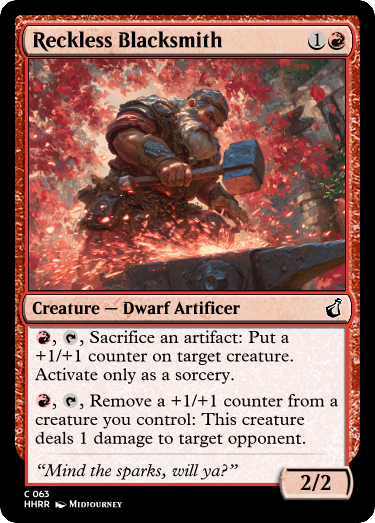 Reckless Blacksmith 1
Creature — Dwarf Artificer
, , Sacrifice an artifact: Put a
+1/+1 counter on target creature.
Activate only as a sorcery.
, , Remove a +1/+1 counter from a
creature you control: This creature
deals 1 damage to target opponent.
“Mind the sparks, will ya?”
2/2
C 063
HHRR Midjourney